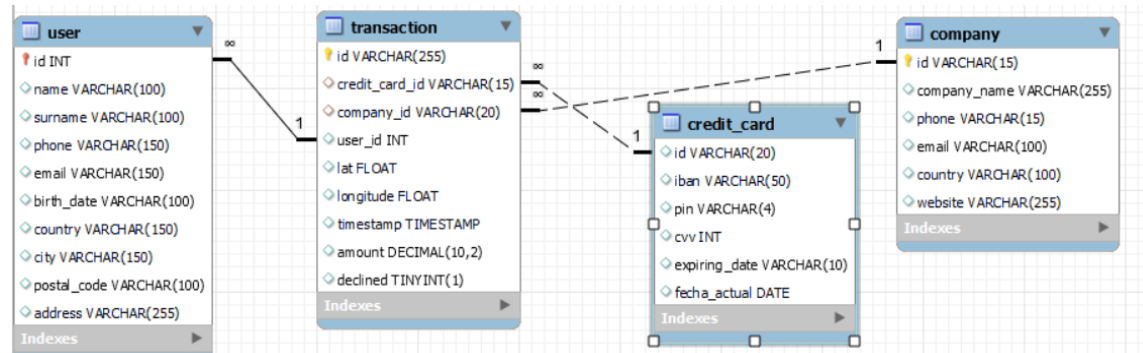 user
id INT
name VARCHAR(100)
surname VARCHAR(100)
phone VARCHAR(150)
email VARCHAR(150)
birth_date VARCHAR(100)
country VARCHAR(150)
city VARCHAR(150)
postal_code VARCHAR(100)
address VARCHAR(255)
Indexes
∞
1
transaction
id VARCHAR(255)
credit_card_id VARCHAR(15)
company_id VARCHAR(20)
user_id INT
lat FLOAT
longitude FLOAT
timestamp TIMESTAMP
amount DECIMAL(10,2)
declined TINYINT(1)
Indexes
∞
∞
1
credit_card
id VARCHAR(20)
iban VARCHAR(50)
pin VARCHAR(4)
cvv INT
expiring_date VARCHAR(10)
fecha_actual DATE
Indexes
1
company
id VARCHAR(15)
company_name VARCHAR(255)
phone VARCHAR(15)
email VARCHAR(100)
country VARCHAR(100)
website VARCHAR(255)
Indexes